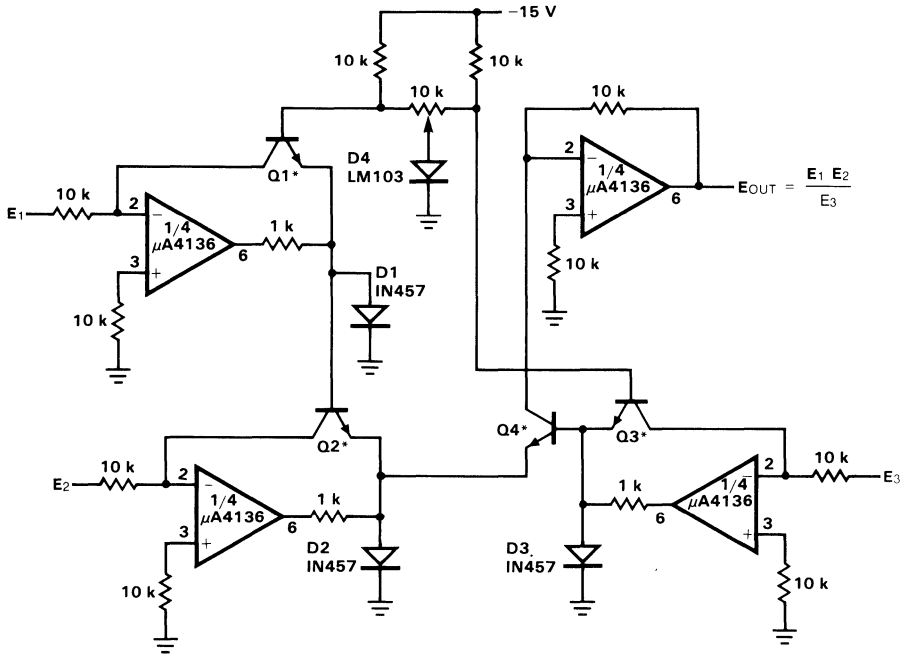 −15 V
10 k
10 k
10 k
10 k
Q1*
D4
LM103
2
−
1/4
μA4136
6
3
+
EOUT = E1 E2
E3
10 k
10 k
E1
2
−
1/4
μA4136
3
+
6
1 k
D1
IN457
10 k
Q2*
Q4*
Q3*
E2
10 k
2
−
1/4
μA4136
6
3
+
1 k
D2
IN457
10 k
D3.
IN457
1 k
6
1/4
μA4136
2
−
3
+
10 k
E3
10 k